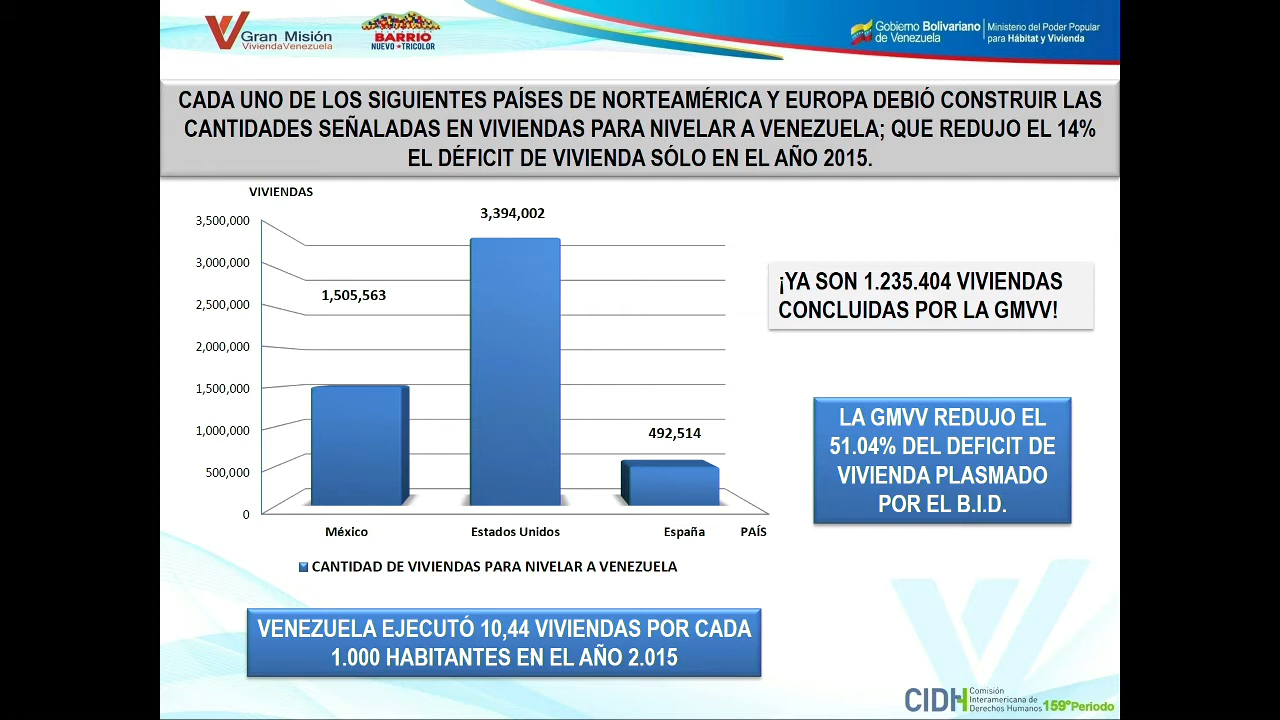 Gran Misión
ViviendaVenezuela
BARRIO
NUEVO ★ TRICOLOR
Gobierno Bolivariano
de Venezuela
Ministerio del Poder Popular
para Hábitat y Vivienda
CADA UNO DE LOS SIGUIENTES PAÍSES DE NORTEAMÉRICA Y EUROPA DEBIÓ CONSTRUIR LAS
CANTIDADES SEÑALADAS EN VIVIENDAS PARA NIVELAR A VENEZUELA; QUE REDUJO EL 14%
EL DÉFICIT DE VIVIENDA SÓLO EN EL AÑO 2015.
VIVIENDAS
3,500,000
3,000,000
2,500,000
2,000,000
1,500,000
1,000,000
500,000
0
1,505,563
3,394,002
492,514
México
Estados Unidos
España
PAÍS
CANTIDAD DE VIVIENDAS PARA NIVELAR A VENEZUELA
¡YA SON 1.235.404 VIVIENDAS
CONCLUIDAS POR LA GMVV!
LA GMVV REDUJO EL
51.04% DEL DEFICIT DE
VIVIENDA PLASMADO
POR EL B.I.D.
VENEZUELA EJECUTÓ 10,44 VIVIENDAS POR CADA
1.000 HABITANTES EN EL AÑO 2.015
CIDH
Comisión
Interamericana de
Derechos Humanos
159°Periodo